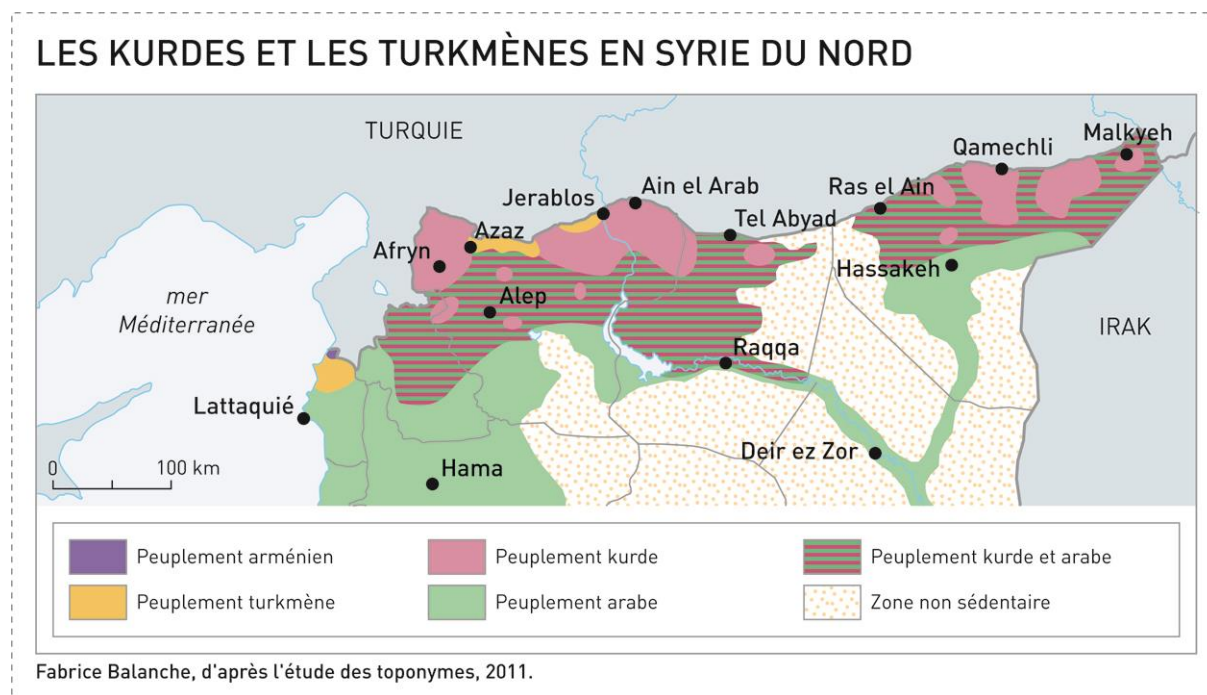 LES KURDES ET LES TURKMÈNES EN SYRIE DU NORD
TURQUIE
Malkyeh
Qamechli
Jerablos
Ain el Arab
Ras el Ain
Azaz
Tel Abyad
Afryn
Hassakeh
mer
Méditerranée
Alep
IRAK
Raqqa
Lattaquié
Deir ez Zor
0 100 km
Hama
Peuplement arménien
Peuplement kurde
Peuplement kurde et arabe
Peuplement turkmène
Peuplement arabe
Zone non sédentaire
Fabrice Balanche, d'après l'étude des toponymes, 2011.